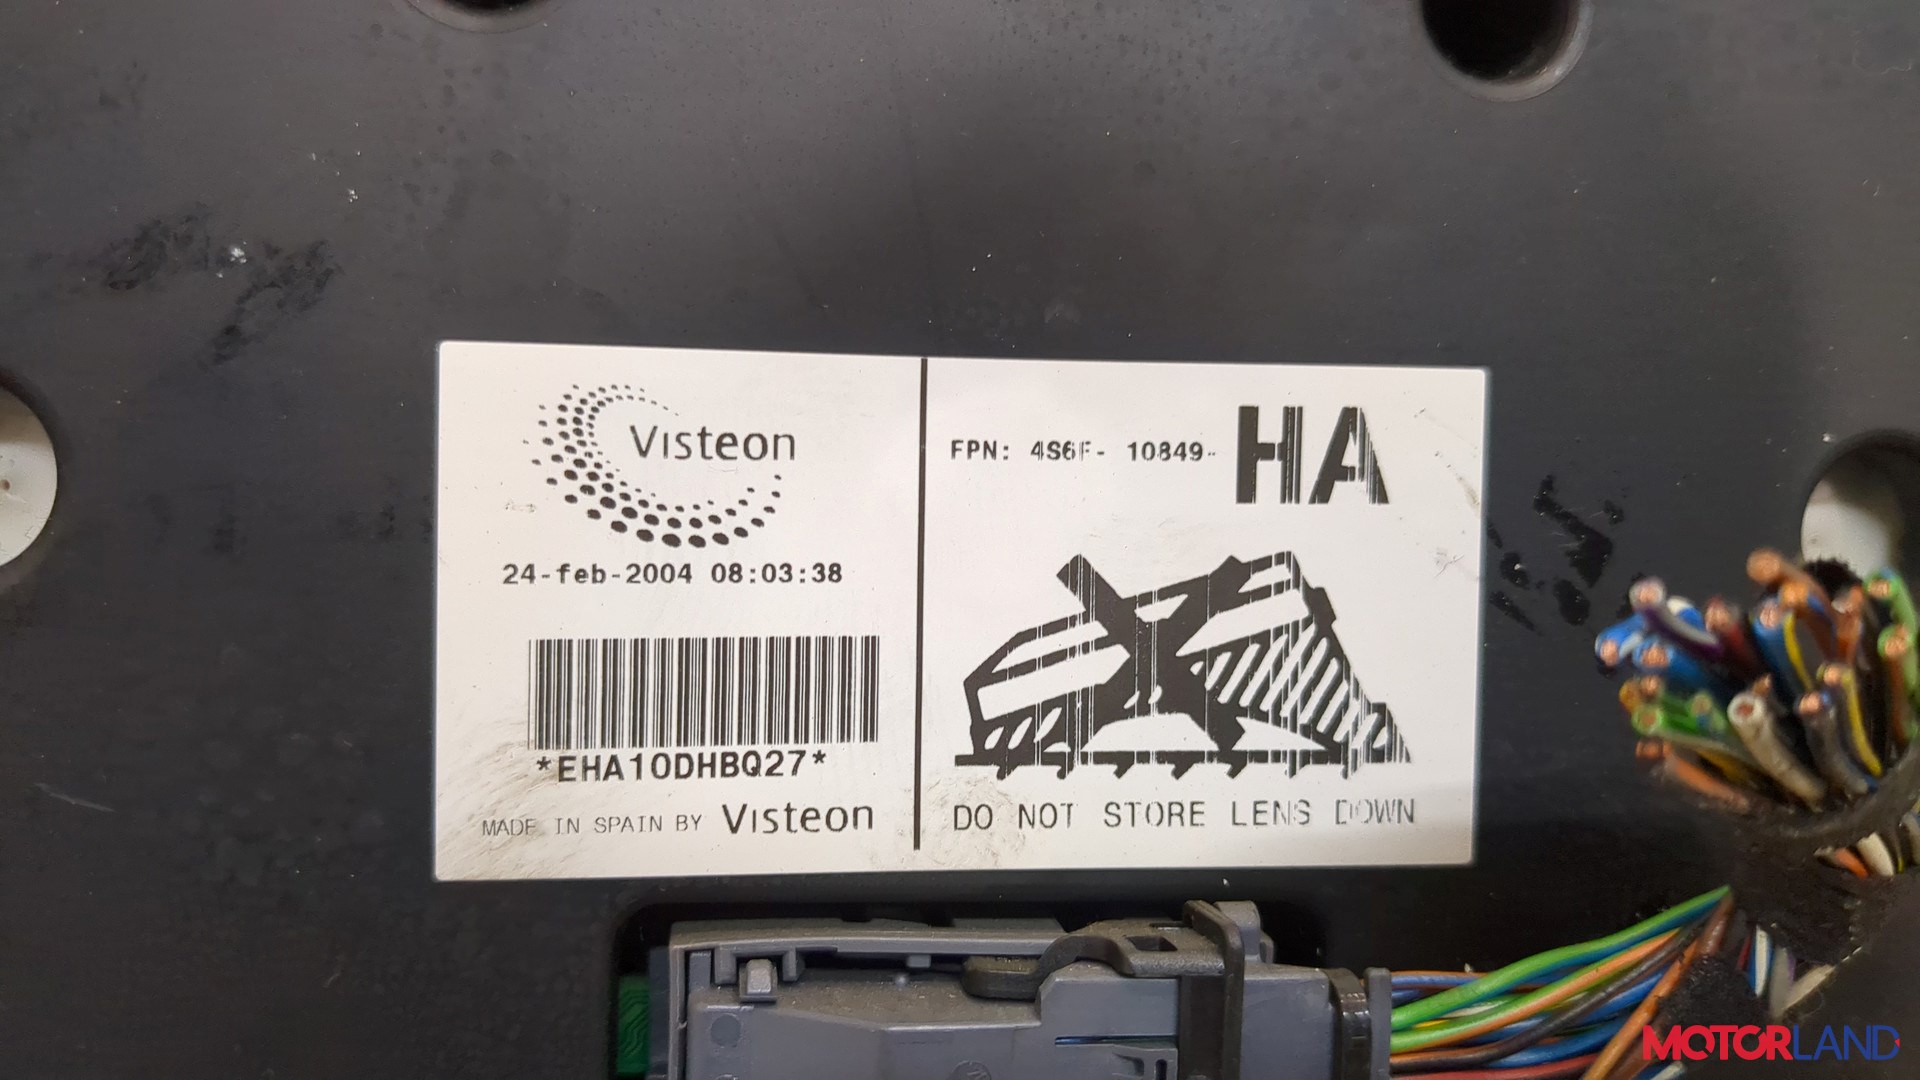 Visteon
24-feb-2004 08:03:38
*EHA10DHBQ27*
MADE IN SPAIN BY Visteon
FPN: 4S6F- 10849- HA
DO NOT STORE LENS DOWN
MOTORLAND